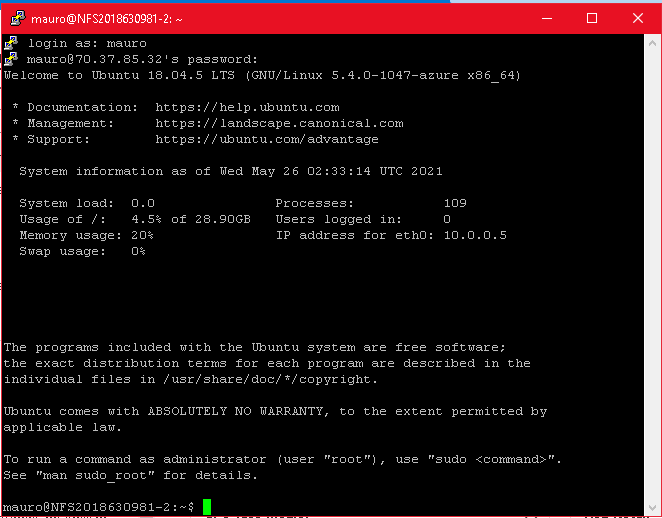 mauro@NFS2018630981-2: ~
login as: mauro
mauro@70.37.85.32's password:
Welcome to Ubuntu 18.04.5 LTS (GNU/Linux 5.4.0-1047-azure x86_64)
* Documentation:  https://help.ubuntu.com
* Management:     https://landscape.canonical.com
* Support:        https://ubuntu.com/advantage
System information as of Wed May 26 02:33:14 UTC 2021
System load:  0.0               Processes:           109
Usage of /:   4.5% of 28.90GB   Users logged in:     0
Memory usage: 20%               IP address for eth0: 10.0.0.5
Swap usage:   0%
The programs included with the Ubuntu system are free software;
the exact distribution terms for each program are described in the
individual files in /usr/share/doc/*/copyright.
Ubuntu comes with ABSOLUTELY NO WARRANTY, to the extent permitted by
applicable law.
To run a command as administrator (user "root"), use "sudo <command>".
See "man sudo_root" for details.
mauro@NFS2018630981-2:~$